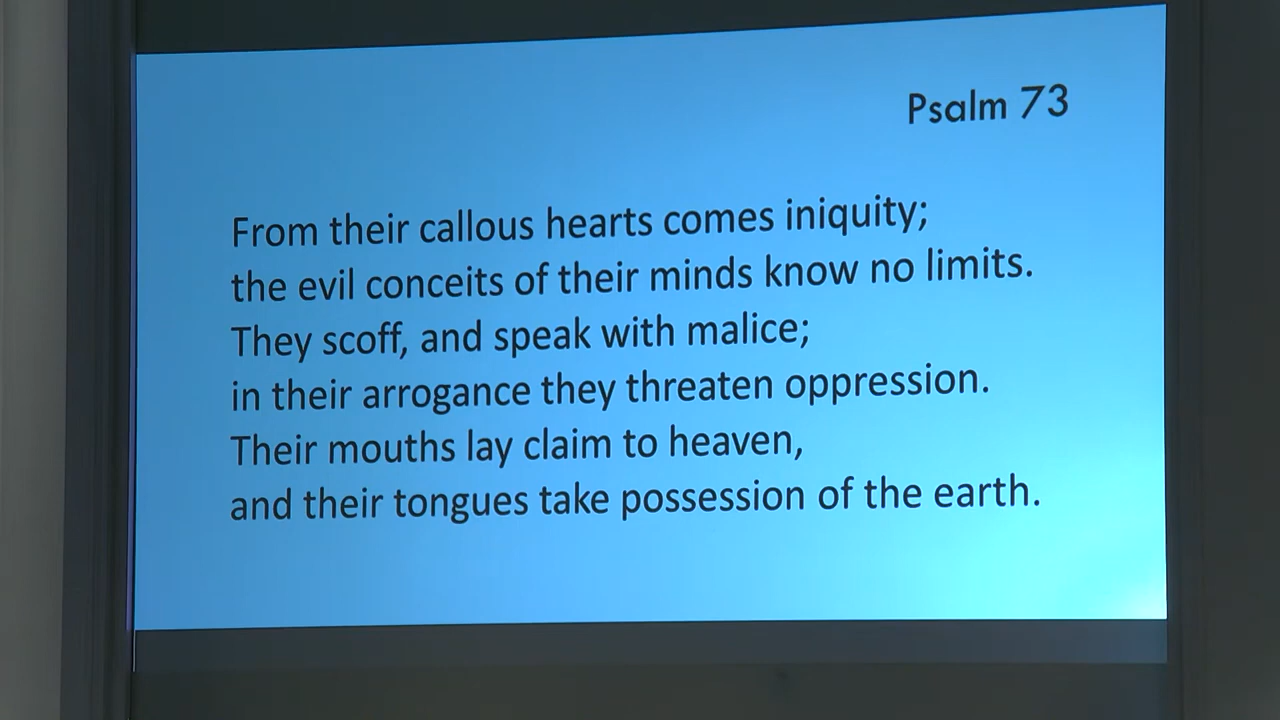 Psalm 73
From their callous hearts comes iniquity;
the evil conceits of their minds know no limits.
They scoff, and speak with malice;
in their arrogance they threaten oppression.
Their mouths lay claim to heaven,
and their tongues take possession of the earth.